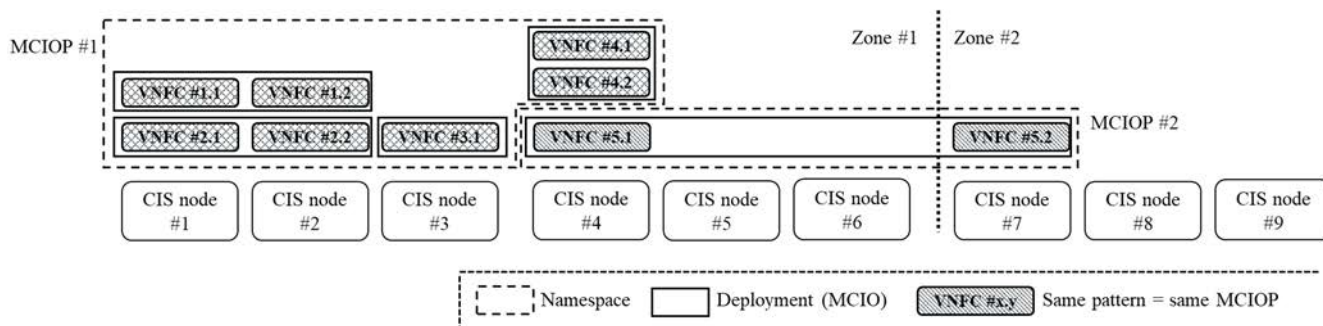 MCIOP #1
VNFC #4.1
Zone #1
Zone #2
VNFC #4.2
VNFC #1.1
VNFC #1.2
VNFC #2.1
VNFC #2.2
VNFC #3.1
VNFC #5.1
VNFC #5.2
MCIOP #2
CIS node
#1
CIS node
#2
CIS node
#3
CIS node
#4
CIS node
#5
CIS node
#6
CIS node
#7
CIS node
#8
CIS node
#9
Namespace
Deployment (MCIO)
VNFC #x.y
Same pattern = same MCIOP